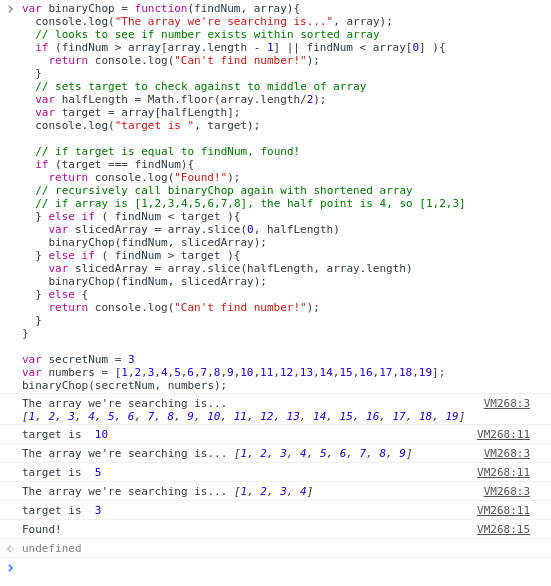 var binaryChop = function(findNum, array){
  console.log("The array we're searching is...", array);
  // looks to see if number exists within sorted array
  if (findNum > array[array.length - 1] || findNum < array[0] ){
    return console.log("Can't find number!");
  }
  // sets target to check against to middle of array
  var halfLength = Math.floor(array.length/2);
  var target = array[halfLength];
  console.log("target is ", target);

  // if target is equal to findNum, found!
  if (target === findNum){
    return console.log("Found!");
  // recursively call binaryChop again with shortened array
  // if array is [1,2,3,4,5,6,7,8], the half point is 4, so [1,2,3]
  } else if ( findNum < target ){
    var slicedArray = array.slice(0, halfLength)
    binaryChop(findNum, slicedArray);
  } else if ( findNum > target ){
    var slicedArray = array.slice(halfLength, array.length)
    binaryChop(findNum, slicedArray);
  } else {
    return console.log("Can't find number!");
  }
}

var secretNum = 3
var numbers = [1,2,3,4,5,6,7,8,9,10,11,12,13,14,15,16,17,18,19];
binaryChop(secretNum, numbers);
The array we're searching is... VM268:3
[1, 2, 3, 4, 5, 6, 7, 8, 9, 10, 11, 12, 13, 14, 15, 16, 17, 18, 19]
target is  10 VM268:11
The array we're searching is... [1, 2, 3, 4, 5, 6, 7, 8, 9] VM268:3
target is  5 VM268:11
The array we're searching is... [1, 2, 3, 4] VM268:3
target is  3 VM268:11
Found! VM268:15
undefined